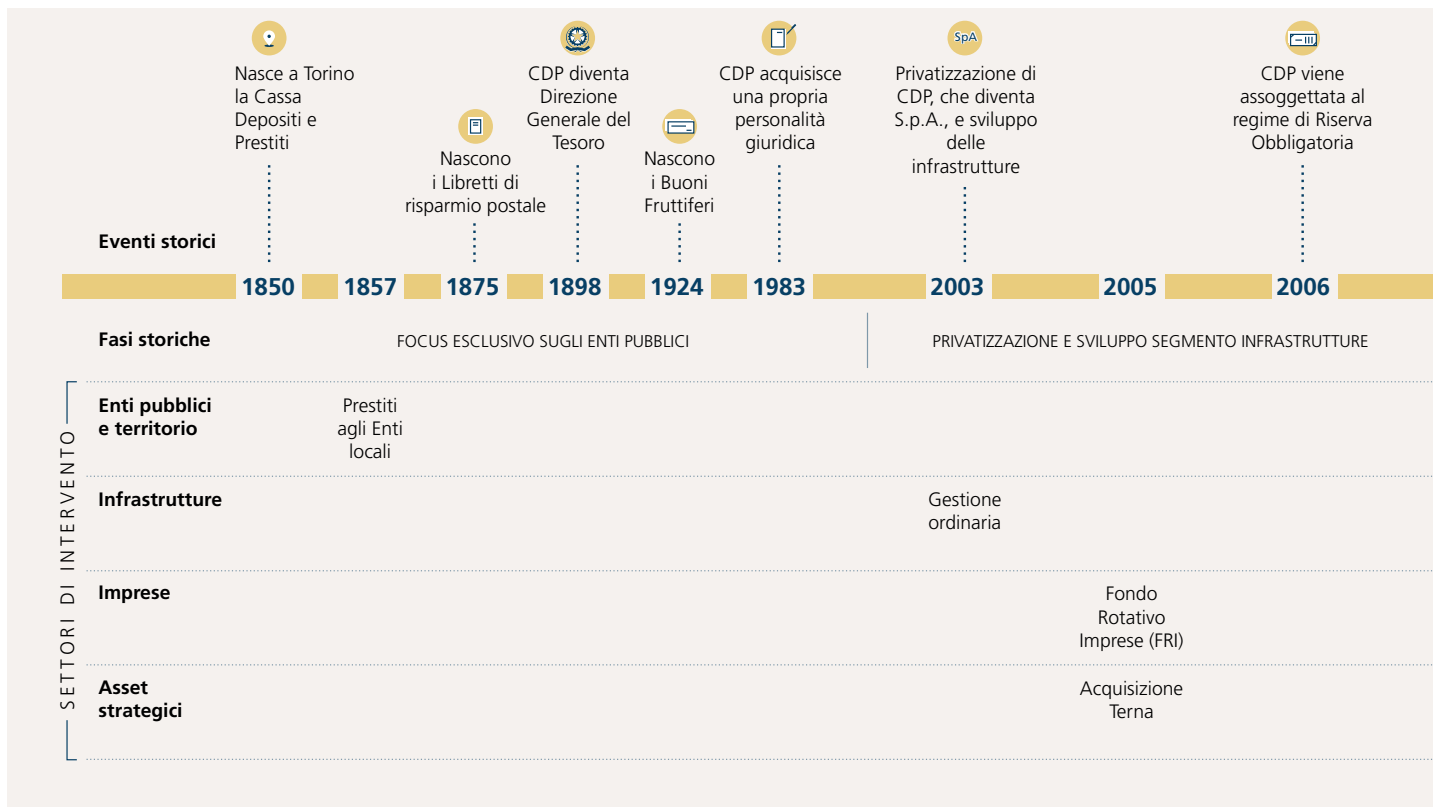 SpA
Nasce a Torino
la Cassa
Depositi e
Prestiti
Nascono
i Libretti di
risparmio postale
CDP diventa
Direzione
Generale del
Tesoro
Nascono
i Buoni
Fruttiferi
CDP acquisisce
una propria
personalità
giuridica
Privatizzazione di
CDP, che diventa
S.p.A., e sviluppo
delle
infrastrutture
CDP viene
assoggettata al
regime di Riserva
Obbligatoria
Eventi storici
1850 1857 1875 1898 1924 1983 2003 2005 2006
Fasi storiche
FOCUS ESCLUSIVO SUGLI ENTI PUBBLICI
PRIVATIZZAZIONE E SVILUPPO SEGMENTO INFRASTRUTTURE
SETTORI DI INTERVENTO
Enti pubblici
e territorio
Prestiti
agli Enti
locali
Infrastrutture
Gestione
ordinaria
Imprese
Fondo
Rotativo
Imprese (FRI)
Asset
strategici
Acquisizione
Terna